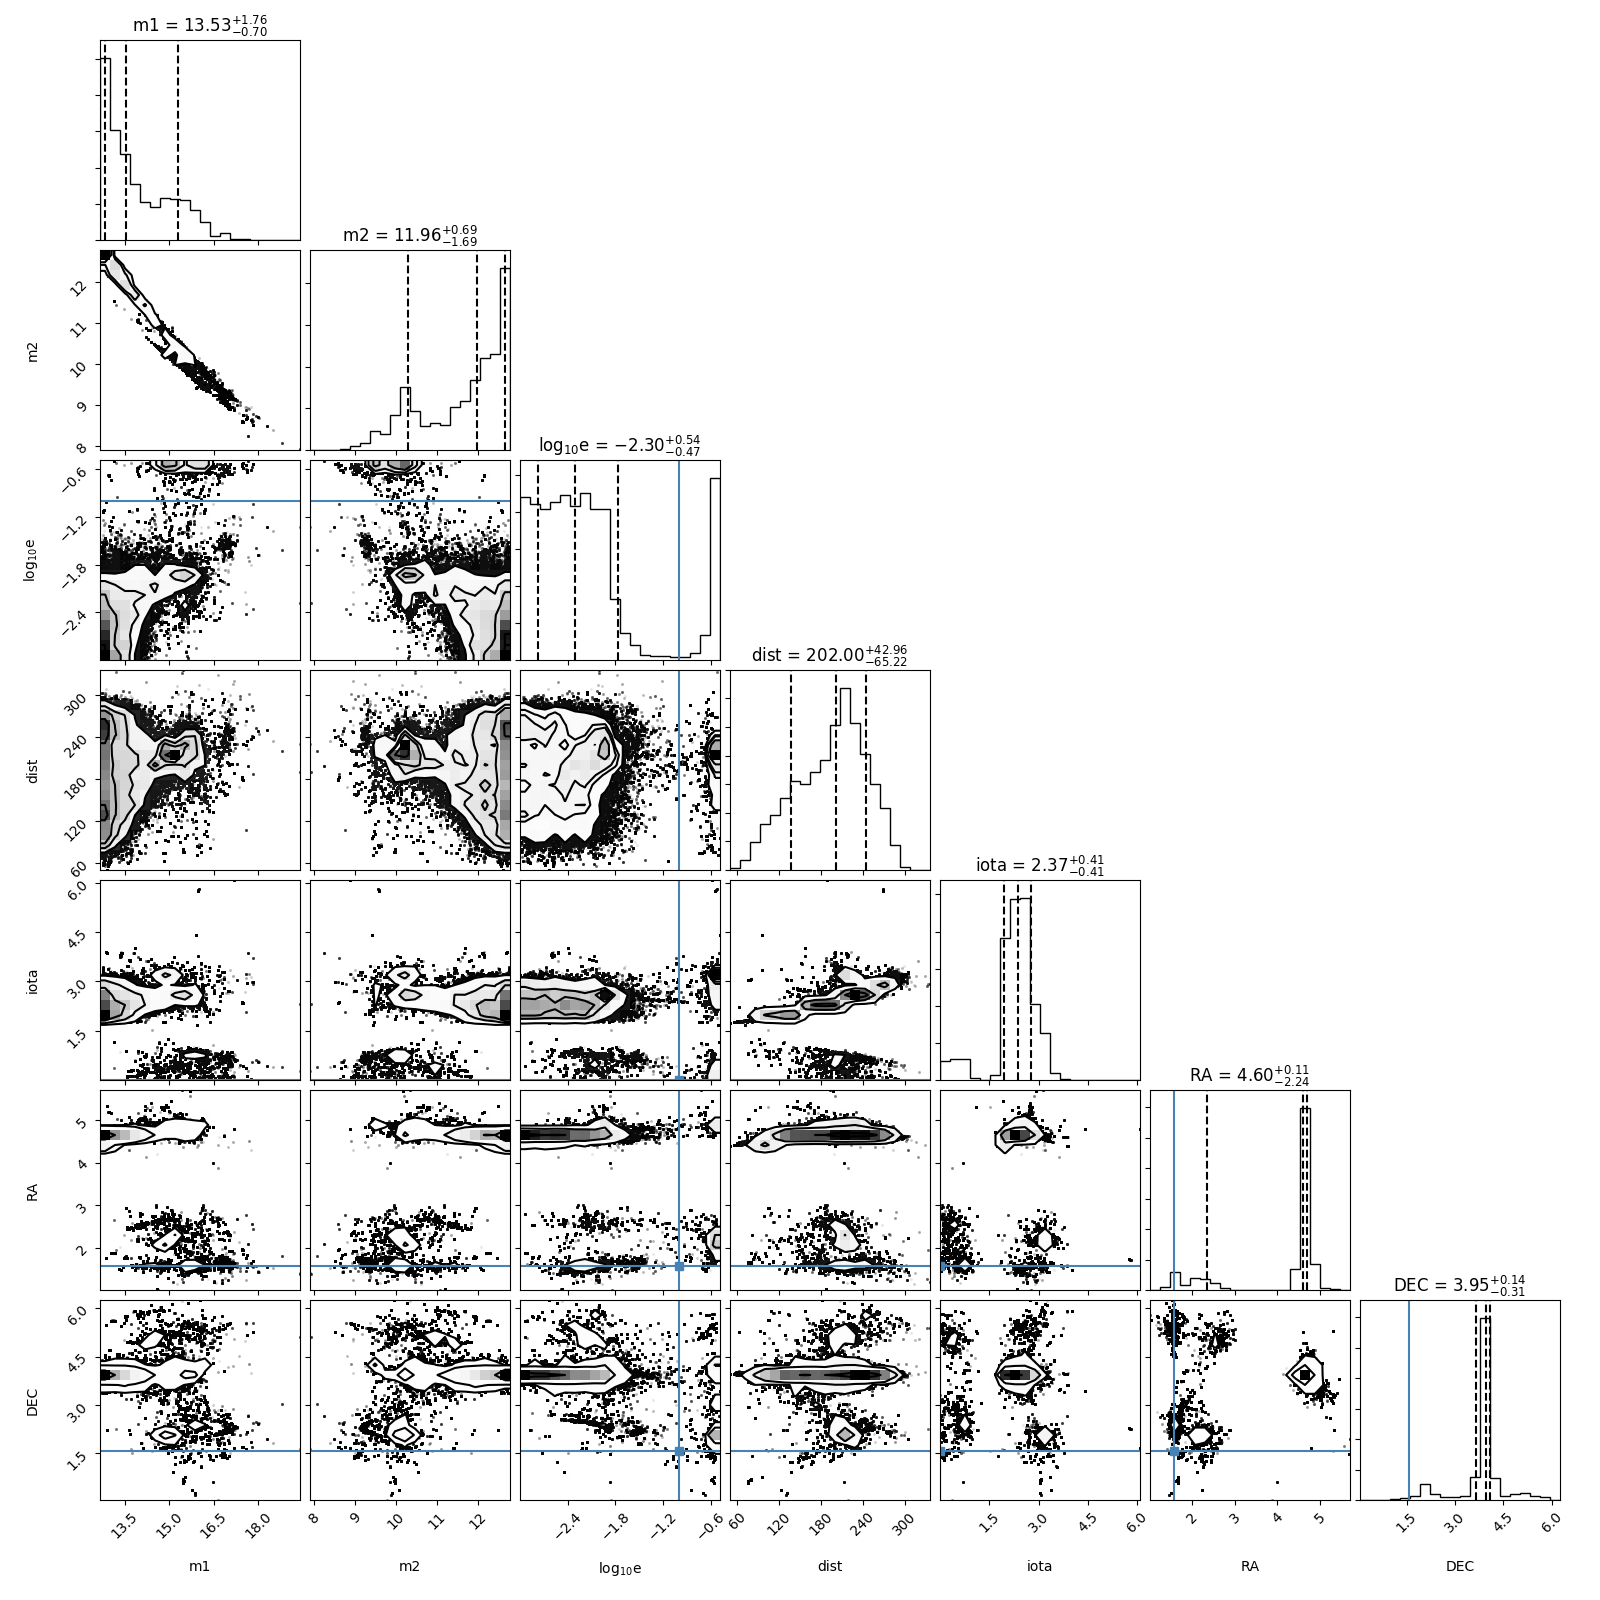 m1 = 13.53+1.76−0.70
m2 = 11.96+0.69−1.69
log10e = −2.30+0.54−0.47
dist = 202.00+42.96−65.22
iota = 2.37+0.41−0.41
RA = 4.60+0.11−2.24
DEC = 3.95+0.14−0.31
m2
12
11
10
9
8
log10e
−0.6
−1.2
−1.8
−2.4
dist
300
240
180
120
60
iota
6.0
4.5
3.0
1.5
RA
5
4
3
2
DEC
6.0
4.5
3.0
1.5
13.5 15.0 16.5 18.0
8 9 10 11 12
−2.4 −1.8 −1.2 −0.6
60 120 180 240 300
1.5 3.0 4.5 6.0
2 3 4 5
1.5 3.0 4.5 6.0
m1 m2 log10e dist iota RA DEC